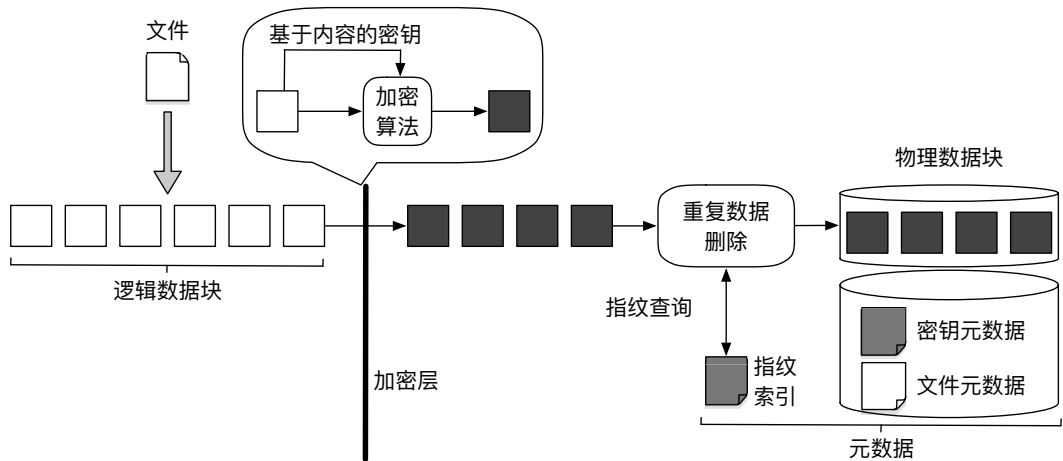 文件
基于内容的密钥
加密
算法
物理数据块
重复数据
删除
逻辑数据块
指纹查询
加密层
指纹
索引
密钥元数据
文件元数据
元数据